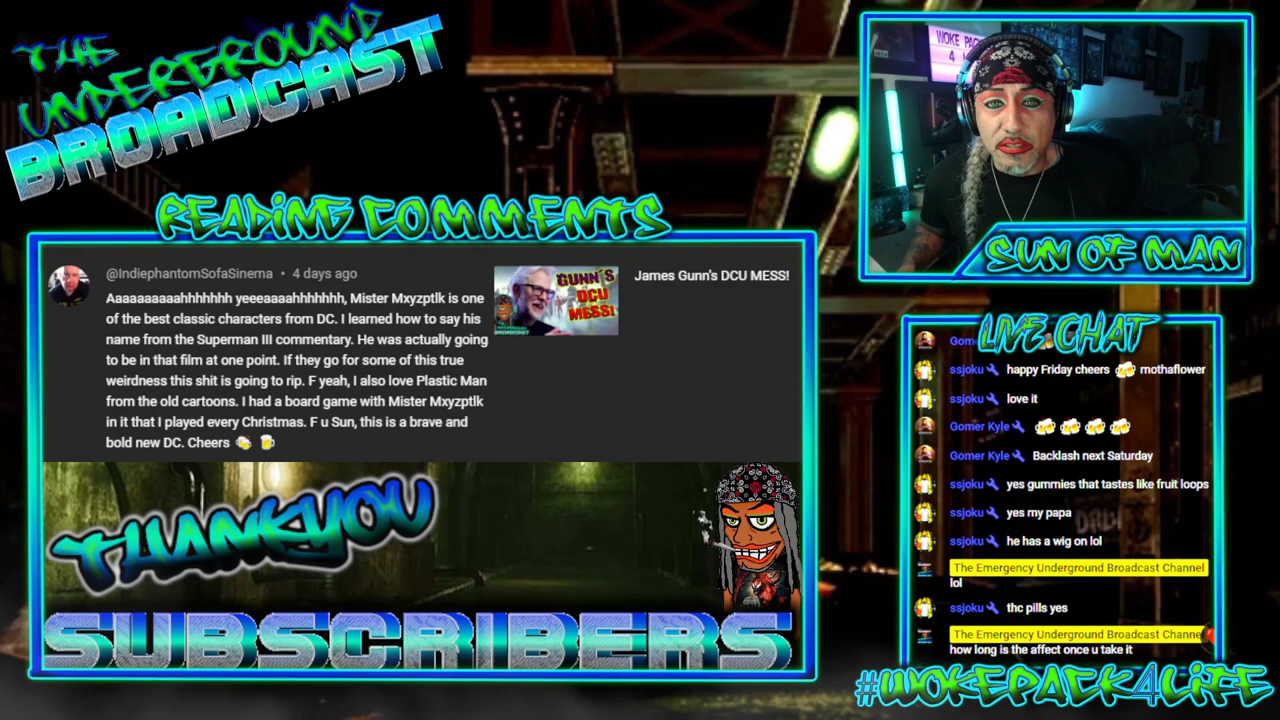 THE
UNDERGROUND
BROADCAST
READING COMMENTS
@IndiephantomSofaSinema • 4 days ago
Aaaaaaaaaahhhhhhh yeeeaaaahhhhhhh, Mister Mxyzptlk is one
of the best classic characters from DC. I learned how to say his
name from the Superman III commentary. He was actually going
to be in that film at one point. If they go for some of this true
weirdness this shit is going to rip. F yeah, I also love Plastic Man
from the old cartoons. I had a board game with Mister Mxyzptlk
in it that I played every Christmas. F u Sun, this is a brave and
bold new DC. Cheers
GUNN'S
DCU
MESS!
James Gunn's DCU MESS!
THANKYOU
SUBSCRIBERS
WOKE PACK
4
SUN OF MAN
LIVE CHAT
Gom
ssjoku happy Friday cheers mothaflower
ssjoku love it
Gomer Kyle
Gomer Kyle Backlash next Saturday
ssjoku yes gummies that tastes like fruit loops
ssjoku yes my papa
ssjoku he has a wig on lol
The Emergency Underground Broadcast Channel
lol
ssjoku thc pills yes
The Emergency Underground Broadcast Channe
how long is the affect once u take it
#WOKEPACK4LIFE